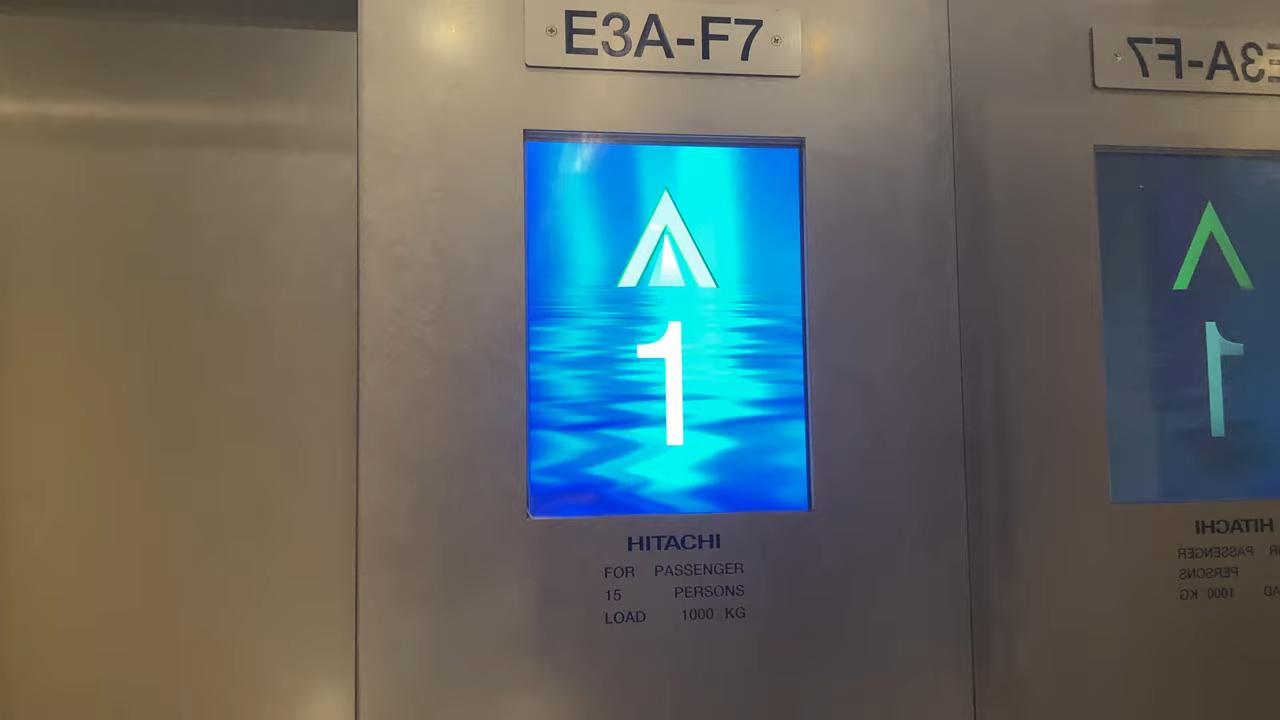 E3A-F7
1
HITACHI
FOR PASSENGER
15 PERSONS
LOAD 1000 KG